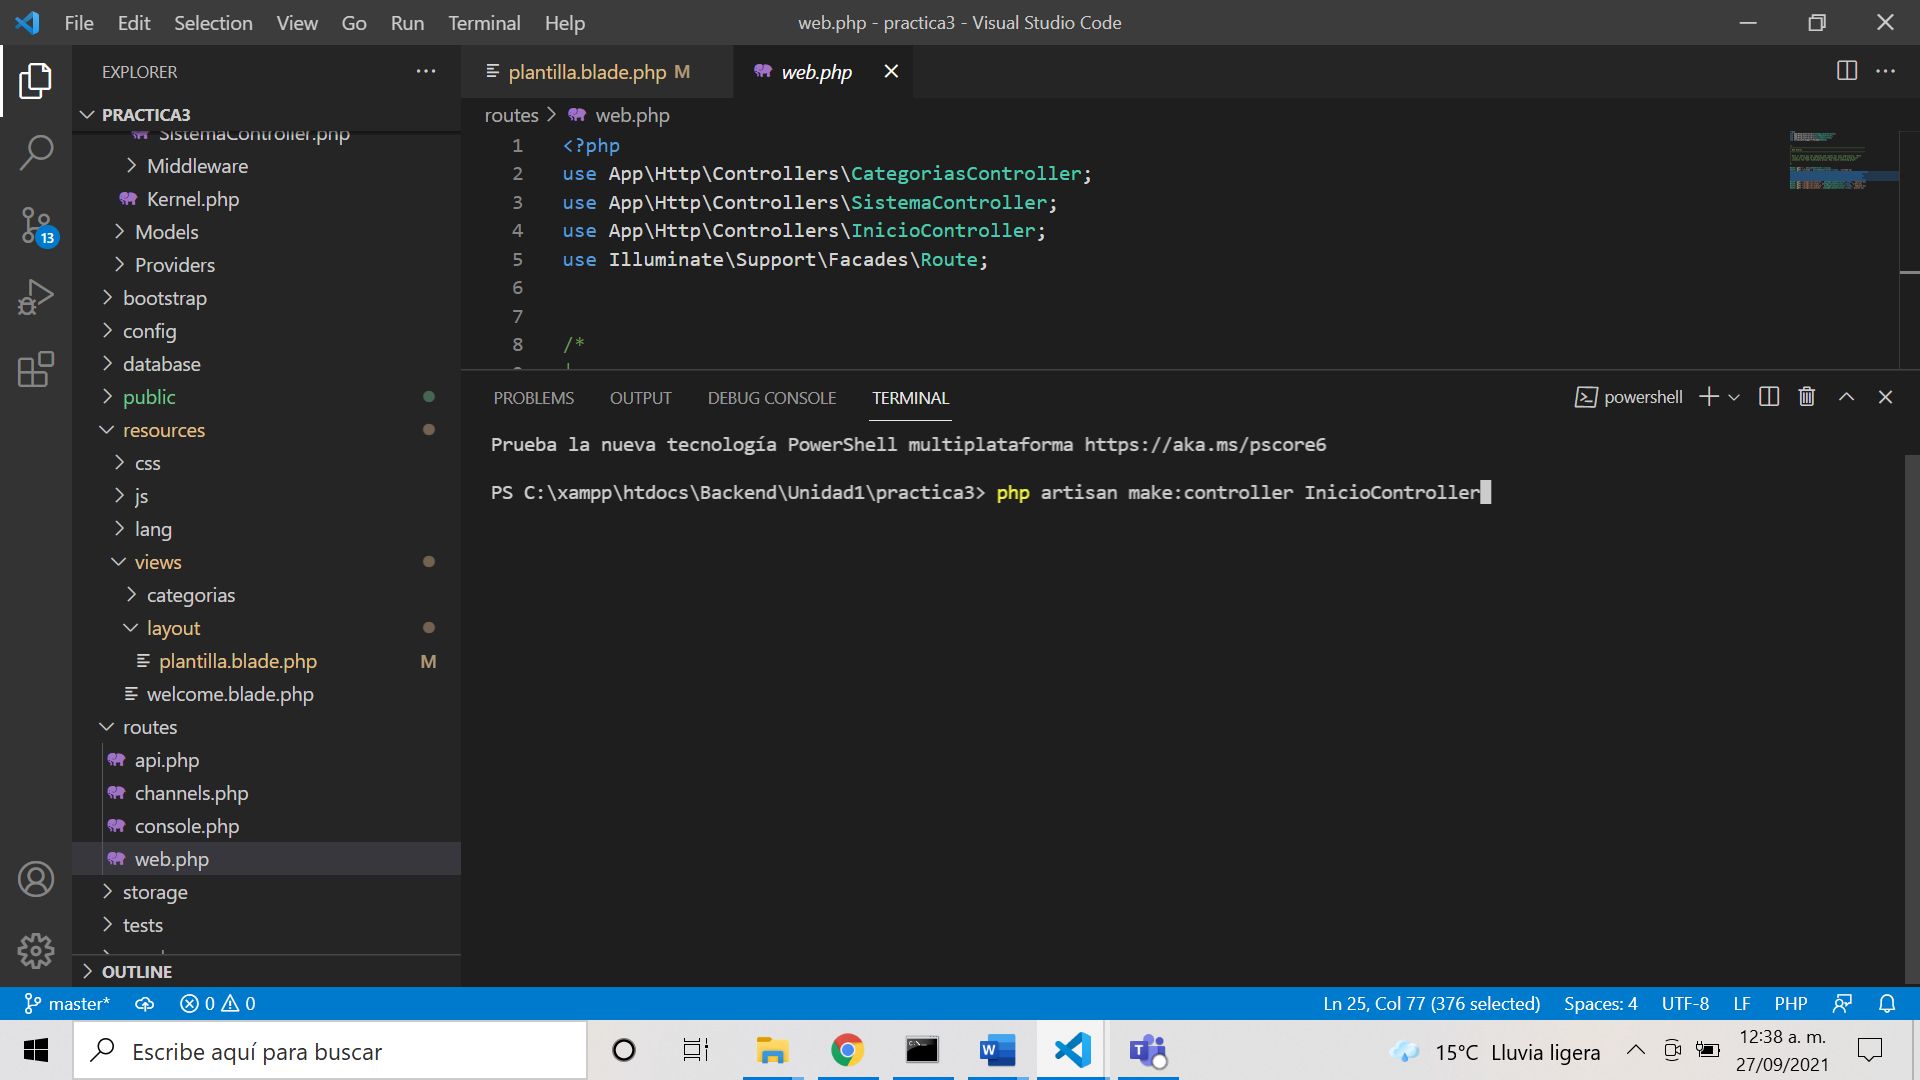 File Edit Selection View Go Run Terminal Help
web.php - practica3 - Visual Studio Code
EXPLORER
PRACTICA3
SistemaController.php
Middleware
Kernel.php
Models
Providers
bootstrap
config
database
public
resources
css
js
lang
views
categorias
layout
plantilla.blade.php M
welcome.blade.php
routes
api.php
channels.php
console.php
web.php
storage
tests
OUTLINE
13
plantilla.blade.php M
web.php
routes > web.php
1 <?php
2 use App\Http\Controllers\CategoriasController;
3 use App\Http\Controllers\SistemaController;
4 use App\Http\Controllers\InicioController;
5 use Illuminate\Support\Facades\Route;
6
7
8 /*
PROBLEMS OUTPUT DEBUG CONSOLE TERMINAL
powershell
Prueba la nueva tecnología PowerShell multiplataforma https://aka.ms/pscore6
PS C:\xampp\htdocs\Backend\Unidad1\practica3> php artisan make:controller InicioController
master* 0 0
Ln 25, Col 77 (376 selected) Spaces: 4 UTF-8 LF PHP
Escribe aquí para buscar
15°C Lluvia ligera
12:38 a. m.
27/09/2021